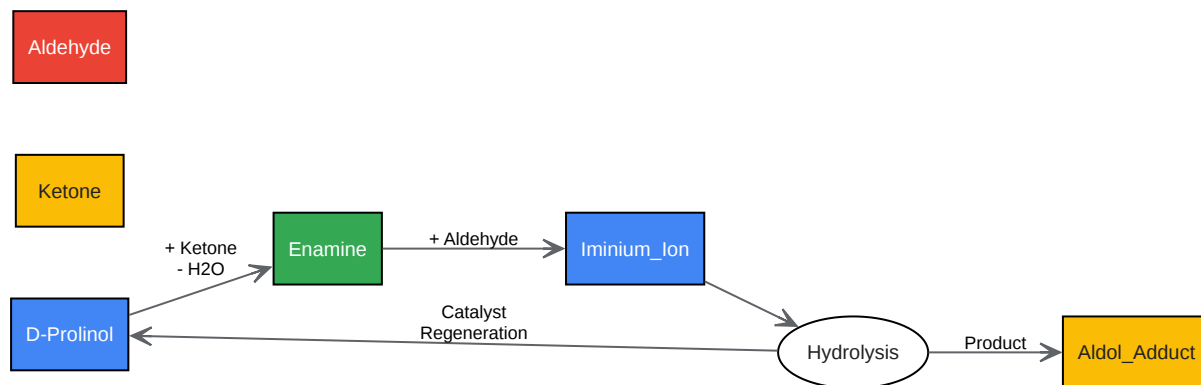 Aldehyde
Ketone
+ Ketone
- H2O
Enamine
+ Aldehyde
Iminium_Ion
D-Prolinol
Catalyst
Regeneration
Hydrolysis
Product
Aldol_Adduct